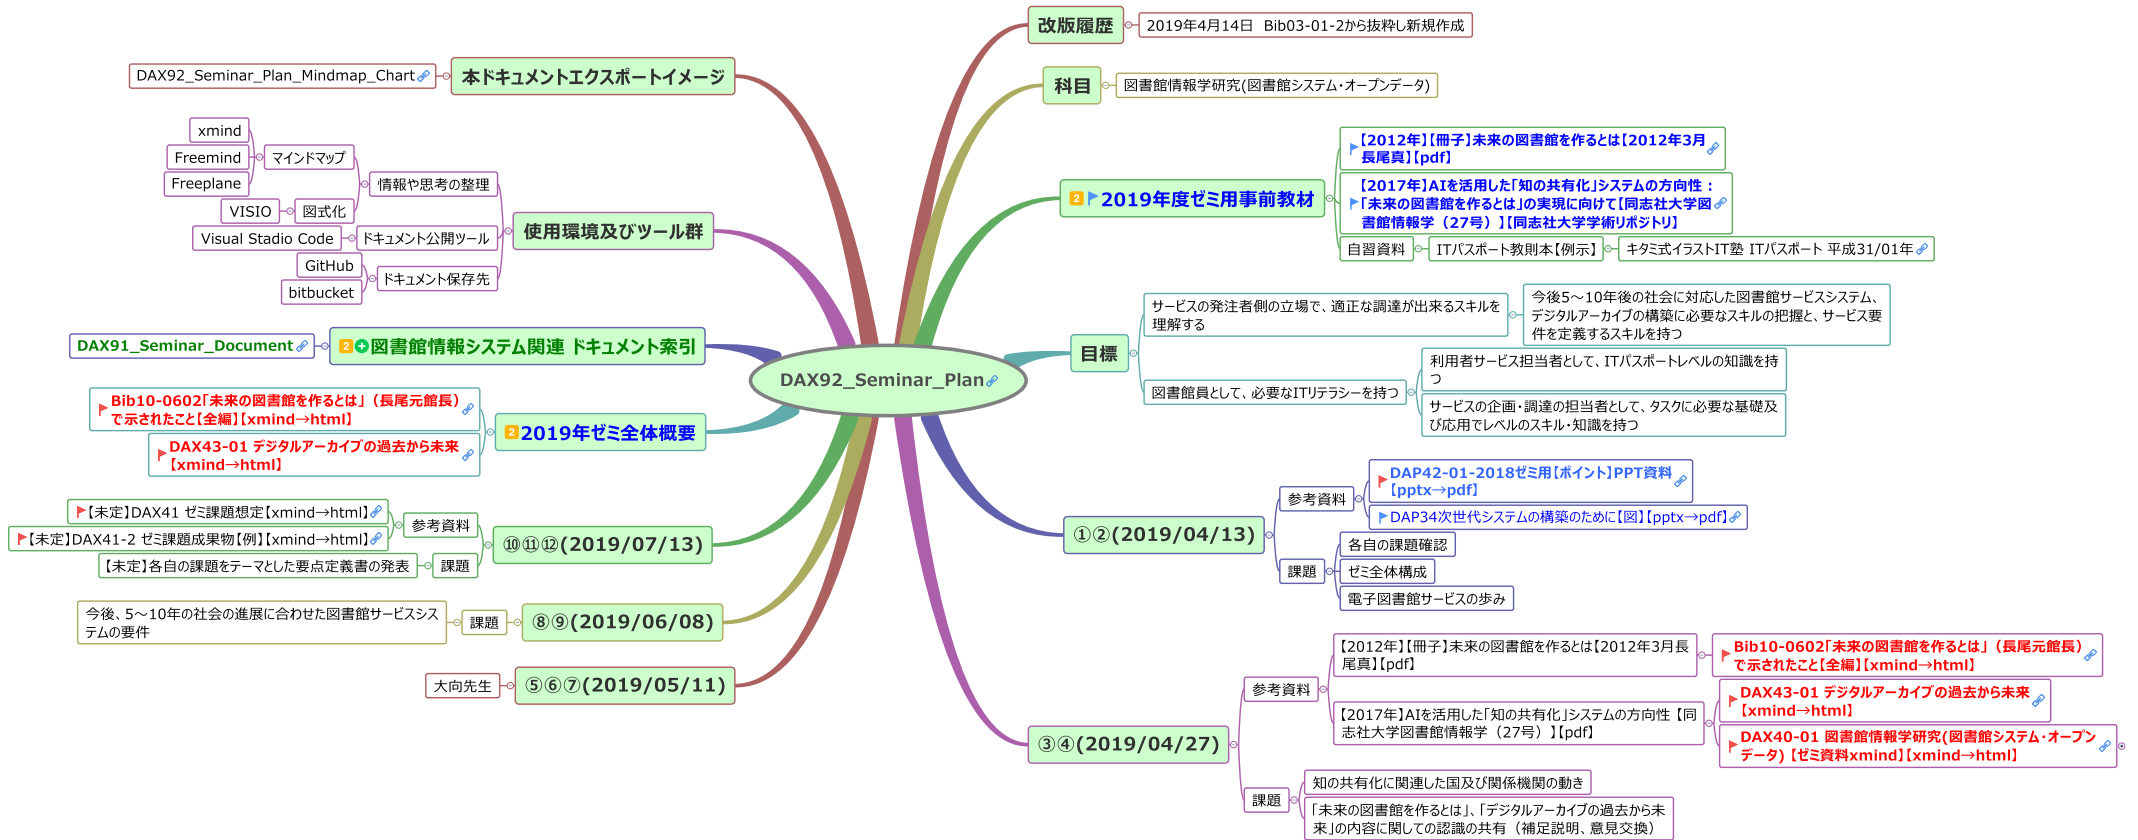 DAX92_Seminar_Plan
改版履歴
2019年4月14日 Bib03-01-2から抜粋し新規作成
科目
図書館情報学研究(図書館システム・オープンデータ)
2019年度ゼミ用事前教材
【2012年】【冊子】未来の図書館を作るとは【2012年3月
長尾真】【pdf】
【2017年】AIを活用した「知の共有化」システムの方向性：
「未来の図書館を作るとは」の実現に向けて【同志社大学図
書館情報学（27号）】【同志社大学学術リポジトリ】
自習資料
ITパスポート教則本【例示】
キタミ式イラストIT塾 ITパスポート 平成31/01年
目標
サービスの発注者側の立場で、適正な調達が出来るスキルを
理解する
今後5～10年後の社会に対応した図書館サービスシステム、
デジタルアーカイブの構築に必要なスキルの把握と、サービス要
件を定義するスキルを持つ
図書館員として、必要なITリテラシーを持つ
利用者サービス担当者として、ITパスポートレベルの知識を持
つ
サービスの企画・調達の担当者として、タスクに必要な基礎及
び応用でレベルのスキル・知識を持つ
①②(2019/04/13)
参考資料
DAP42-01-2018ゼミ用【ポイント】PPT資料
【pptx→pdf】
DAP34次世代システムの構築のために【図】【pptx→pdf】
課題
各自の課題確認
ゼミ全体構成
電子図書館サービスの歩み
③④(2019/04/27)
参考資料
【2012年】【冊子】未来の図書館を作るとは【2012年3月長
尾真】【pdf】
Bib10-0602「未来の図書館を作るとは」（長尾元館長）
で示されたこと【全編】【xmind→html】
【2017年】AIを活用した「知の共有化」システムの方向性 【同
志社大学図書館情報学（27号）】【pdf】
DAX43-01 デジタルアーカイブの過去から未来
【xmind→html】
DAX40-01 図書館情報学研究(図書館システム・オープン
データ) 【ゼミ資料xmind】【xmind→html】
課題
知の共有化に関連した国及び関係機関の動き
「未来の図書館を作るとは」、「デジタルアーカイブの過去から未
来」の内容に関しての認識の共有（補足説明、意見交換）
本ドキュメントエクスポートイメージ
DAX92_Seminar_Plan_Mindmap_Chart
使用環境及びツール群
情報や思考の整理
マインドマップ
xmind
Freemind
Freeplane
図式化
VISIO
ドキュメント公開ツール
Visual Stadio Code
ドキュメント保存先
GitHub
bitbucket
2 図書館情報システム関連 ドキュメント索引
DAX91_Seminar_Document
2 2019年ゼミ全体概要
Bib10-0602「未来の図書館を作るとは」（長尾元館長）
で示されたこと【全編】【xmind→html】
DAX43-01 デジタルアーカイブの過去から未来
【xmind→html】
⑩⑪⑫(2019/07/13)
参考資料
【未定】DAX41 ゼミ課題想定【xmind→html】
【未定】DAX41-2 ゼミ課題成果物【例】【xmind→html】
課題
【未定】各自の課題をテーマとした要点定義書の発表
⑧⑨(2019/06/08)
課題
今後、5～10年の社会の進展に合わせた図書館サービスシス
テムの要件
⑤⑥⑦(2019/05/11)
大向先生